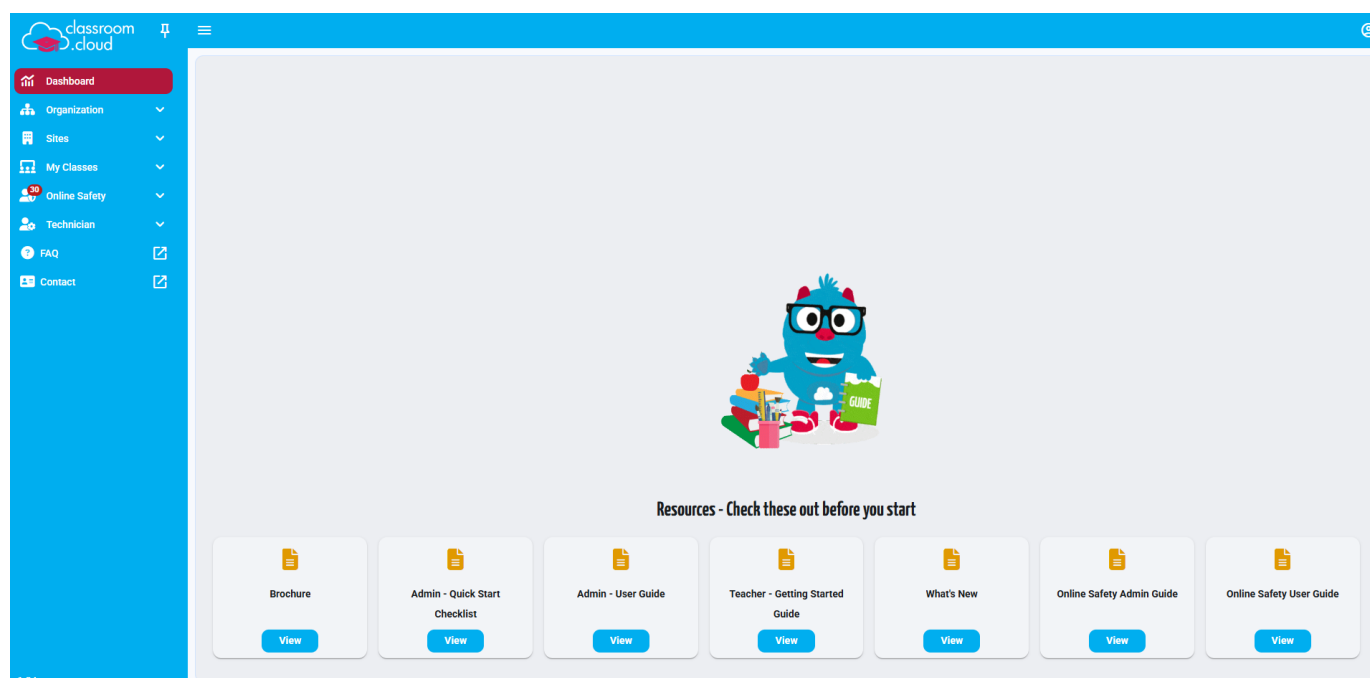 classroom
.cloud
Dashboard
Organization
Sites
My Classes
30
Online Safety
Technician
FAQ
Contact
GUIDE
Resources - Check these out before you start
Brochure
View
Admin - Quick Start
Checklist
View
Admin - User Guide
View
Teacher - Getting Started
Guide
View
What's New
View
Online Safety Admin Guide
View
Online Safety User Guide
View